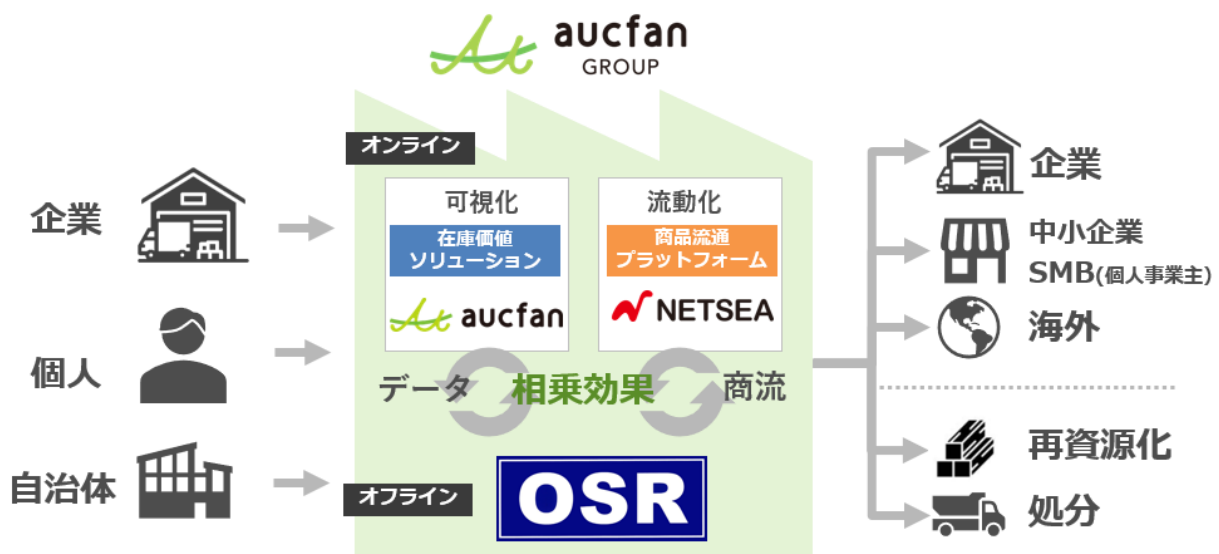 aucfan
GROUP
オンライン
企業
個人
自治体
可視化
在庫価値
ソリューション
aucfan
流動化
商品流通
プラットフォーム
NETSEA
データ
相乗効果
商流
オフライン
OSR
企業
中小企業
SMB(個人事業主)
海外
再資源化
処分